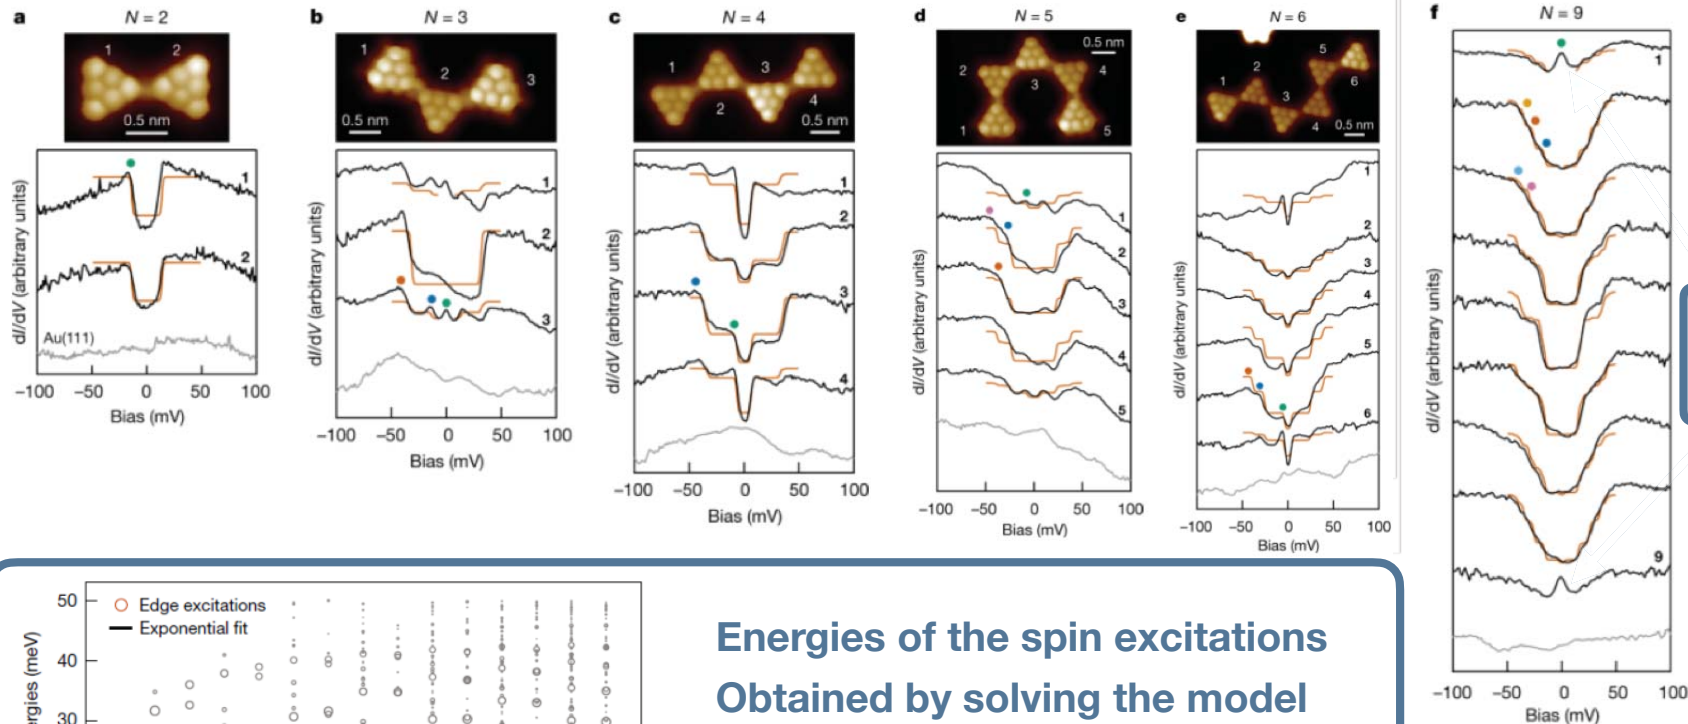 a N = 2
1 2
0.5 nm
dI/dV (arbitrary units)
1
2
Au(111)
−100 −50 0 50 100
Bias (mV)
b N = 3
1 2 3
0.5 nm
dI/dV (arbitrary units)
1
2
3
−100 −50 0 50 100
Bias (mV)
c N = 4
1 2 3 4
0.5 nm
dI/dV (arbitrary units)
1
2
3
4
−100 −50 0 50 100
Bias (mV)
d N = 5
0.5 nm
1 2 3 4 5
dI/dV (arbitrary units)
1
2
3
4
5
−100 −50 0 50 100
Bias (mV)
e N = 6
1 2 3 4 5 6
0.5 nm
dI/dV (arbitrary units)
1
2
3
4
5
6
−100 −50 0 50 100
Bias (mV)
f N = 9
dI/dV (arbitrary units)
1
9
−100 −50 0 50 100
Bias (mV)
50
40
30
(meV)
Edge excitations
Exponential fit
Energies of the spin excitations
Obtained by solving the model